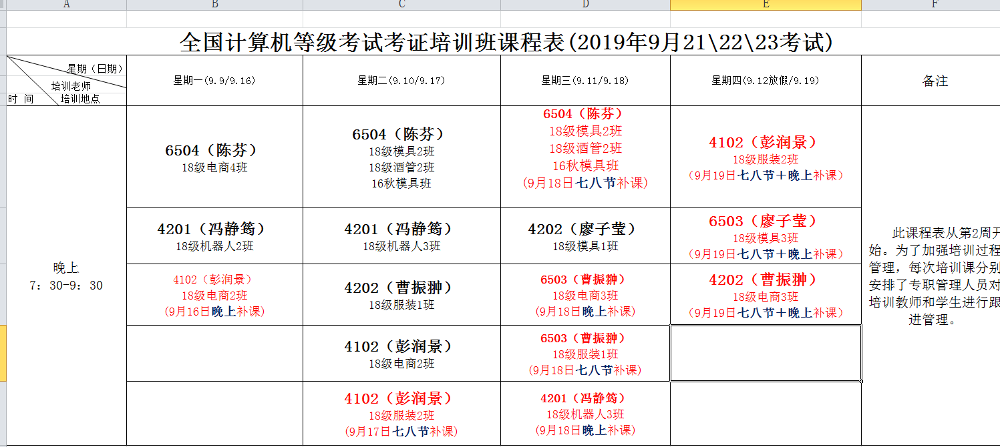 A B C D E F
全国计算机等级考试考证培训班课程表(2019年9月21\22\23考试)
星期（日期）
培训老师
时 间 培训地点
星期一(9.9/9.16)
星期二(9.10/9.17)
星期三(9.11/9.18)
星期四(9.12放假/9.19)
备注
晚上
7：30-9：30
6504（陈芬）
18级电商4班
6504（陈芬）
18级模具2班
18级酒管2班
16秋模具班
6504（陈芬）
18级模具2班
18级酒管2班
16秋模具班
(9月18日七八节补课)
4102（彭润景）
18级服装2班
（9月19日七八节＋晚上补课）
4201（冯静筠）
18级机器人2班
4201（冯静筠）
18级机器人3班
4202（廖子莹）
18级模具1班
6503（廖子莹）
18级模具3班
（9月19日七八节＋晚上补课）
4102（彭润景）
18级电商2班
(9月16日晚上补课)
4202（曹振翀）
18级服装1班
6503（曹振翀）
18级电商3班
(9月18日晚上补课)
4202（曹振翀）
18级电商3班
（9月19日七八节＋晚上补课）
4102（彭润景）
18级电商2班
6503（曹振翀）
18级服装1班
(9月18日七八节补课)
4102（彭润景）
18级服装2班
(9月17日七八节补课)
4201（冯静筠）
18级机器人3班
(9月18日晚上补课)
此课程表从第2周开
始。为了加强培训过程
管理，每次培训课分别
安排了专职管理人员对
培训教师和学生进行跟
进管理。